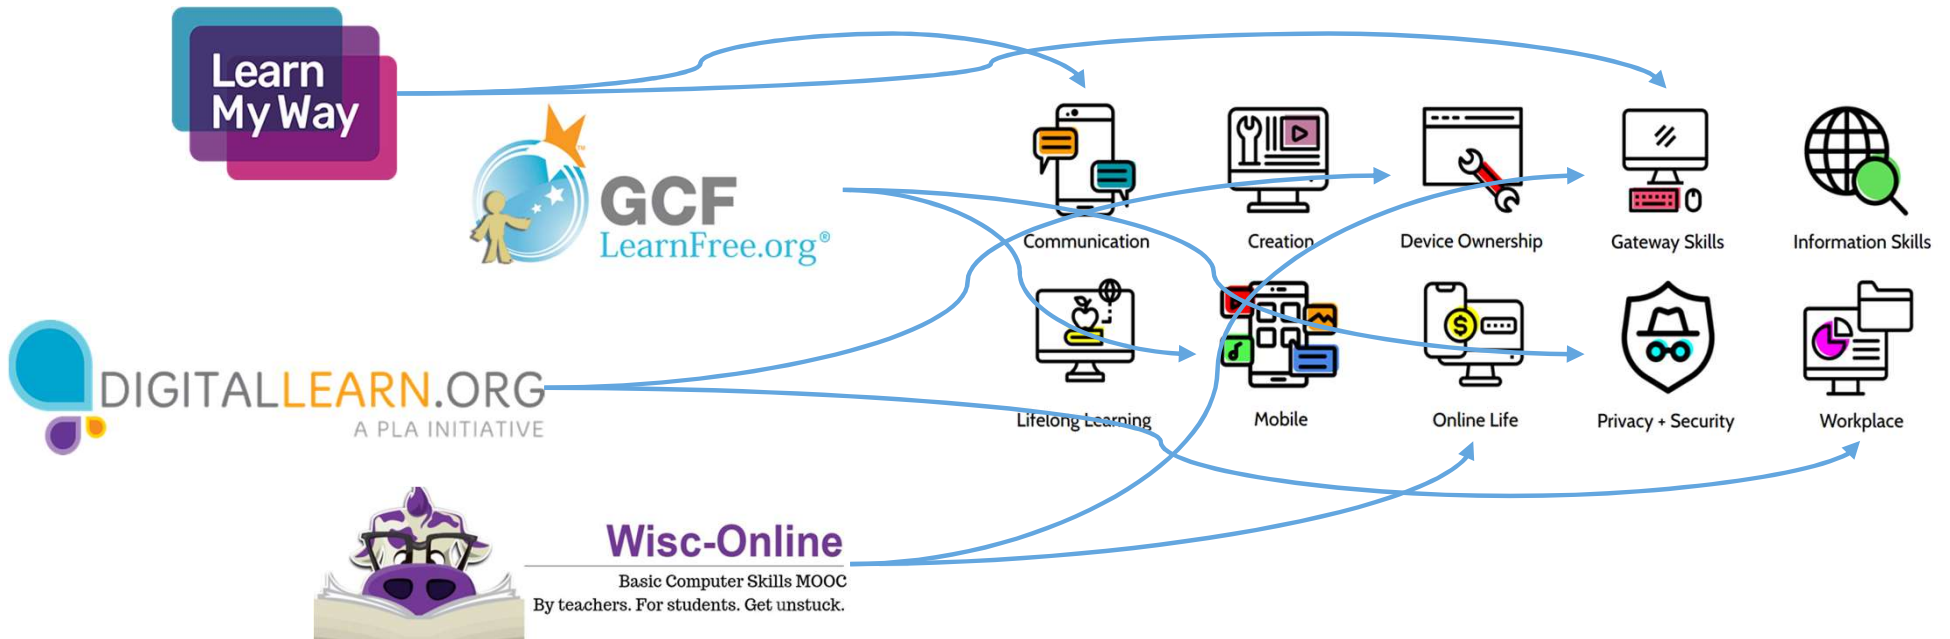 Learn
My Way
GCF
LearnFree.org®
DIGITALLEARN.ORG
A PLA INITIATIVE
Wisc-Online
Basic Computer Skills MOOC
By teachers. For students. Get unstuck.
Communication
Creation
Device Ownership
Gateway Skills
Information Skills
Lifelong Learning
Mobile
Online Life
Privacy + Security
Workplace